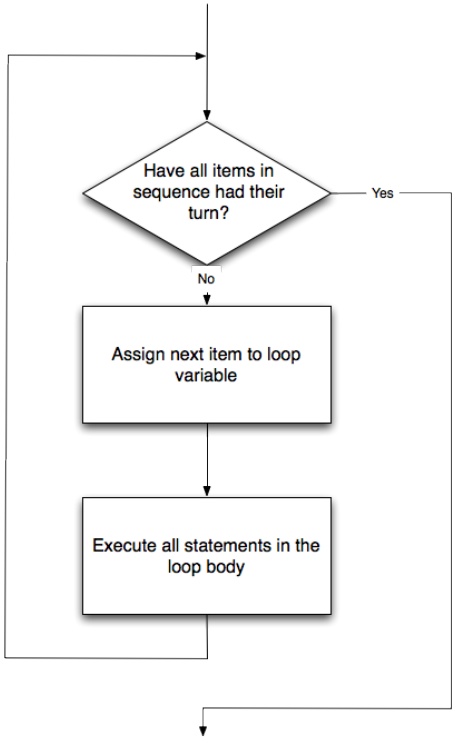 Have all items in
sequence had their
turn?
Yes
No
Assign next item to loop
variable
Execute all statements in the
loop body